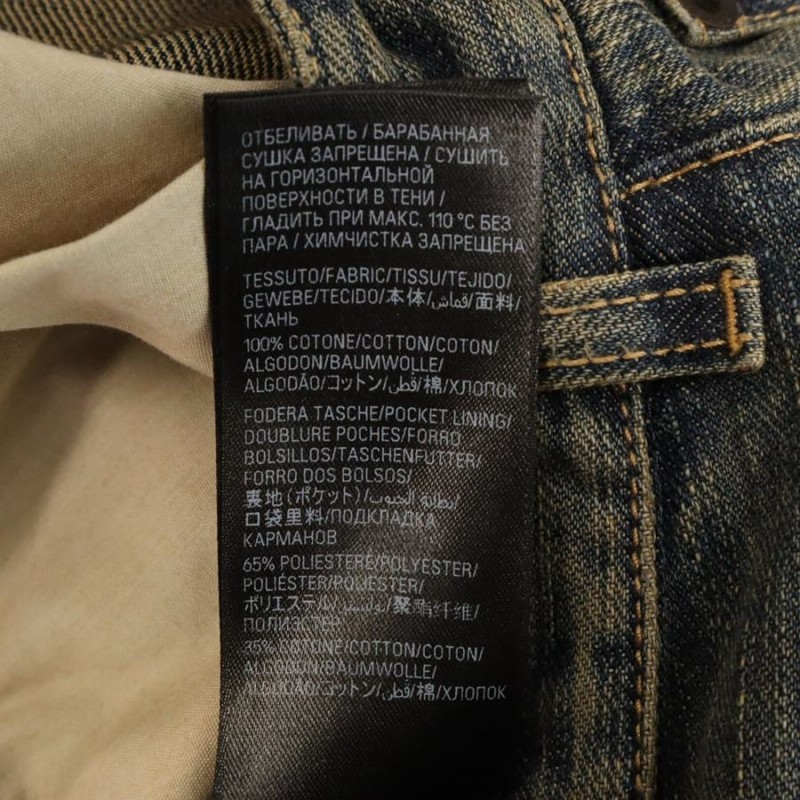 ОТБЕЛИВАТЬ / БАРАБАННАЯ
СУШКА ЗАПРЕЩЕНА / СУШИТЬ
НА ГОРИЗОНТАЛЬНОЙ
ПОВЕРХНОСТИ В ТЕНИ /
ГЛАДИТЬ ПРИ МАКС. 110 °C БЕЗ
ПАРА / ХИМЧИСТКА ЗАПРЕЩЕНА
TESSUTO/FABRIC/TISSU/TEJIDO/
GEWEBE/TECIDO/本体/قماش/面料/
ТКАНЬ
100% COTONE/COTTON/COTON/
ALGODON/BAUMWOLLE/
ALGODÃO/コットン/قطن/棉/ХЛОПОК
FODERA TASCHE/POCKET LINING/
DOUBLURE POCHES/FORRO
BOLSILLOS/TASCHENFUTTER/
FORRO DOS BOLSOS/
裏地(ポケット)/بطانة الجيوب/
口袋里料/ПОДКЛАДКА
КАРМАНОВ
65% POLIESTERE/POLYESTER/
POLIÉSTER/POLIESTER/
ポリエステル/بوليستر/聚酯纤维/
ПОЛИЭСТЕР
35% COTONE/COTTON/COTON/
ALGODON/BAUMWOLLE/
ALGODÃO/コットン/قطن/棉/ХЛОПОК